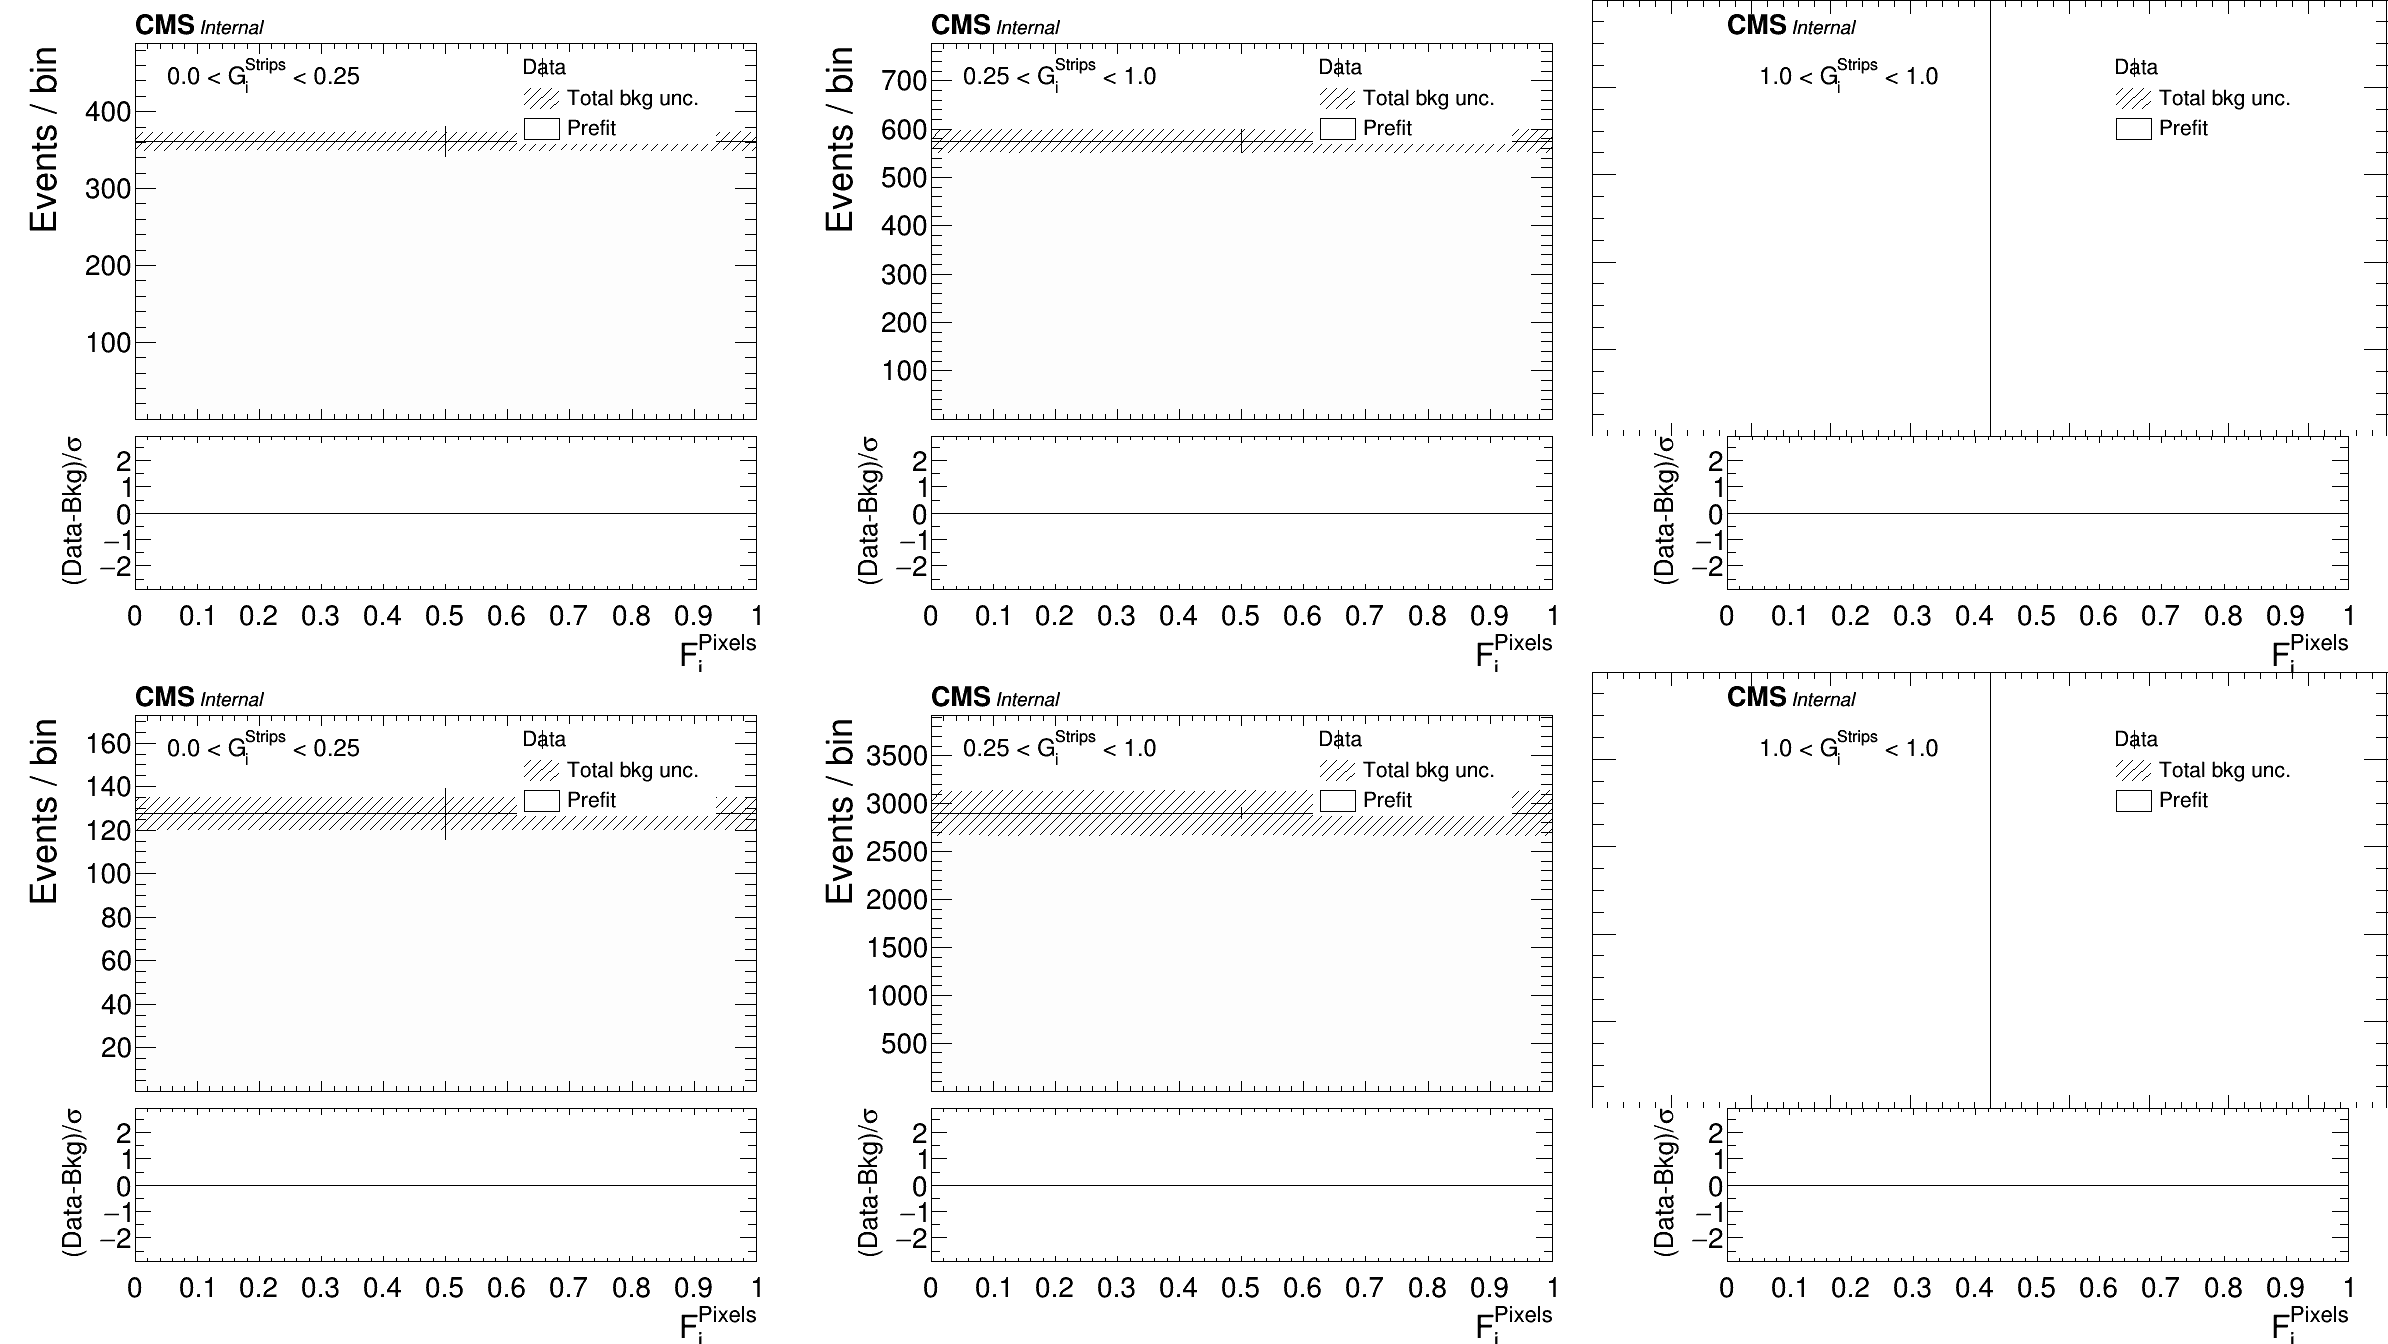 CMS Internal
0.0 < G_i^Strips < 0.25
Data
Total bkg unc.
Prefit
Events / bin
400
300
200
100
(Data-Bkg)/σ
2
1
0
−1
−2
0 0.1 0.2 0.3 0.4 0.5 0.6 0.7 0.8 0.9 1
F_i^Pixels
CMS Internal
0.25 < G_i^Strips < 1.0
Data
Total bkg unc.
Prefit
Events / bin
700
600
500
400
300
200
100
(Data-Bkg)/σ
2
1
0
−1
−2
0 0.1 0.2 0.3 0.4 0.5 0.6 0.7 0.8 0.9 1
F_i^Pixels
CMS Internal
1.0 < G_i^Strips < 1.0
Data
Total bkg unc.
Prefit
(Data-Bkg)/σ
2
1
0
−1
−2
0 0.1 0.2 0.3 0.4 0.5 0.6 0.7 0.8 0.9 1
F_i^Pixels
CMS Internal
0.0 < G_i^Strips < 0.25
Data
Total bkg unc.
Prefit
Events / bin
160
140
120
100
80
60
40
20
(Data-Bkg)/σ
2
1
0
−1
−2
0 0.1 0.2 0.3 0.4 0.5 0.6 0.7 0.8 0.9 1
F_i^Pixels
CMS Internal
0.25 < G_i^Strips < 1.0
Data
Total bkg unc.
Prefit
Events / bin
3500
3000
2500
2000
1500
1000
500
(Data-Bkg)/σ
2
1
0
−1
−2
0 0.1 0.2 0.3 0.4 0.5 0.6 0.7 0.8 0.9 1
F_i^Pixels
CMS Internal
1.0 < G_i^Strips < 1.0
Data
Total bkg unc.
Prefit
(Data-Bkg)/σ
2
1
0
−1
−2
0 0.1 0.2 0.3 0.4 0.5 0.6 0.7 0.8 0.9 1
F_i^Pixels